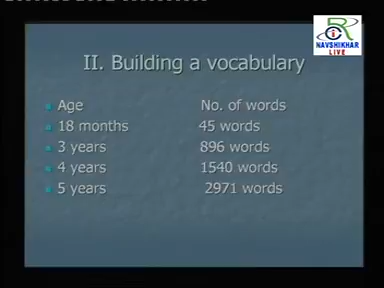 NAVSHIKHAR
LIVE
II. Building a vocabulary
Age No. of words
18 months 45 words
3 years 896 words
4 years 1540 words
5 years 2971 words